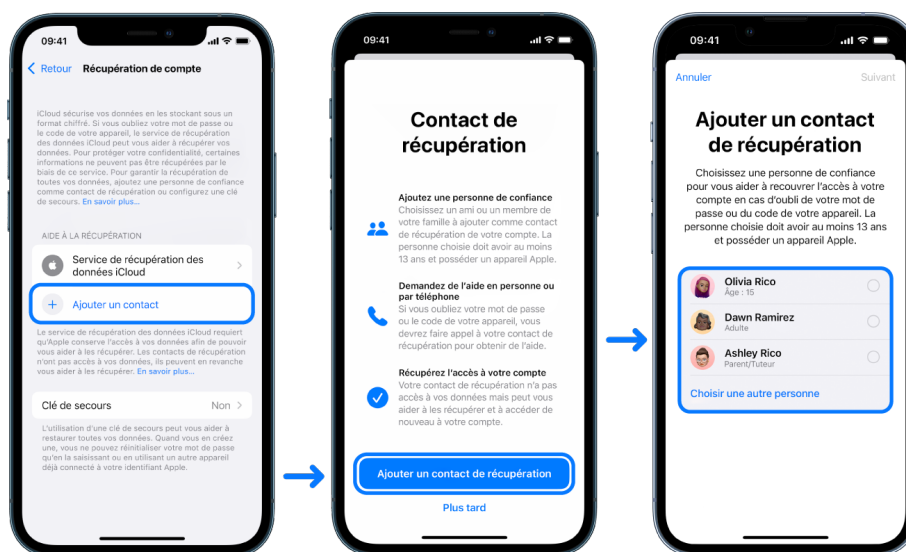 09:41
Retour Récupération de compte
iCloud sécurise vos données en les stockant sous un
format chiffré. Si vous oubliez votre mot de passe ou
le code de votre appareil, le service de récupération
des données iCloud peut vous aider à récupérer vos
données. Pour protéger votre confidentialité, certaines
informations ne peuvent pas être récupérées par le
biais de ce service. Pour garantir la récupération de
toutes vos données, ajoutez une personne de confiance
comme contact de récupération ou configurez une clé
de secours. En savoir plus...
AIDE À LA RÉCUPÉRATION
Service de récupération des
données iCloud
Ajouter un contact
Le service de récupération des données iCloud requiert
qu'Apple conserve l'accès à vos données afin de pouvoir
vous aider à les récupérer. Les contacts de récupération
n'ont pas accès à vos données, ils peuvent en revanche
vous aider à les récupérer. En savoir plus...
Clé de secours Non
L'utilisation d'une clé de secours peut vous aider à
restaurer toutes vos données. Quand vous en créez
une, vous ne pouvez réinitialiser votre mot de passe
qu'en la saisissant ou en utilisant un autre appareil
déjà connecté à votre identifiant Apple.
09:41
Contact de
récupération
Ajoutez une personne de confiance
Choisissez un ami ou un membre de
votre famille à ajouter comme contact
de récupération de votre compte. La
personne choisie doit avoir au moins
13 ans et posséder un appareil Apple.
Demandez de l'aide en personne ou
par téléphone
Si vous oubliez votre mot de passe
ou le code de votre appareil, vous
devrez faire appel à votre contact de
récupération pour obtenir de l'aide.
Récupérez l'accès à votre compte
Votre contact de récupération n'a pas
accès à vos données mais peut vous
aider à les récupérer et à accéder de
nouveau à votre compte.
Ajouter un contact de récupération
Plus tard
09:41
Annuler Suivant
Ajouter un contact
de récupération
Choisissez une personne de confiance
pour vous aider à recouvrer l'accès à votre
compte en cas d'oubli de votre mot de
passe ou du code de votre appareil. La
personne choisie doit avoir au moins 13 ans
et posséder un appareil Apple.
Olivia Rico
Âge : 15
Dawn Ramirez
Adulte
Ashley Rico
Parent/Tuteur
Choisir une autre personne